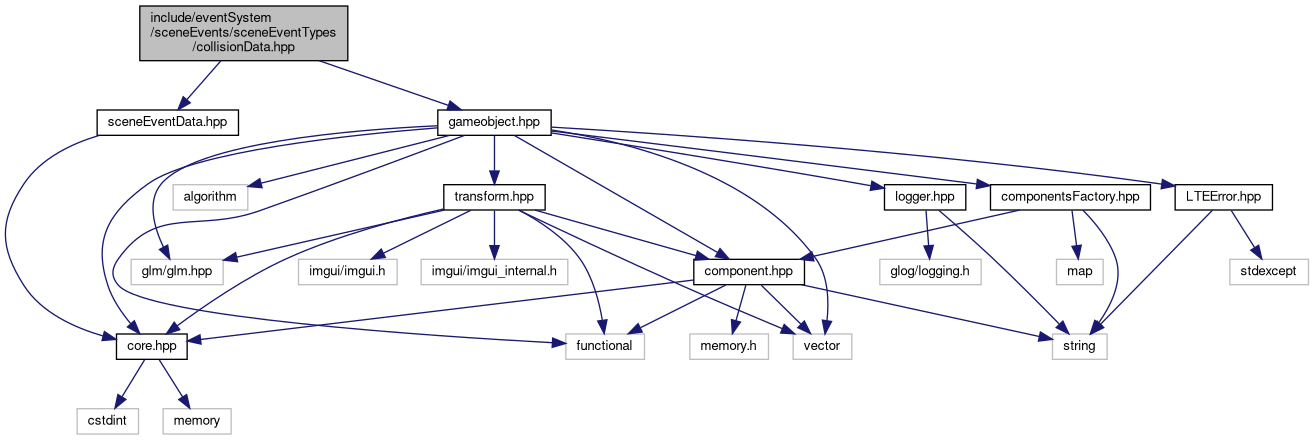 include/eventSystem
/sceneEvents/sceneEventTypes
/collisionData.hpp
sceneEventData.hpp
gameobject.hpp
algorithm
transform.hpp
logger.hpp
componentsFactory.hpp
LTEError.hpp
glm/glm.hpp
imgui/imgui.h
imgui/imgui_internal.h
component.hpp
glog/logging.h
map
stdexcept
core.hpp
functional
memory.h
vector
string
cstdint
memory